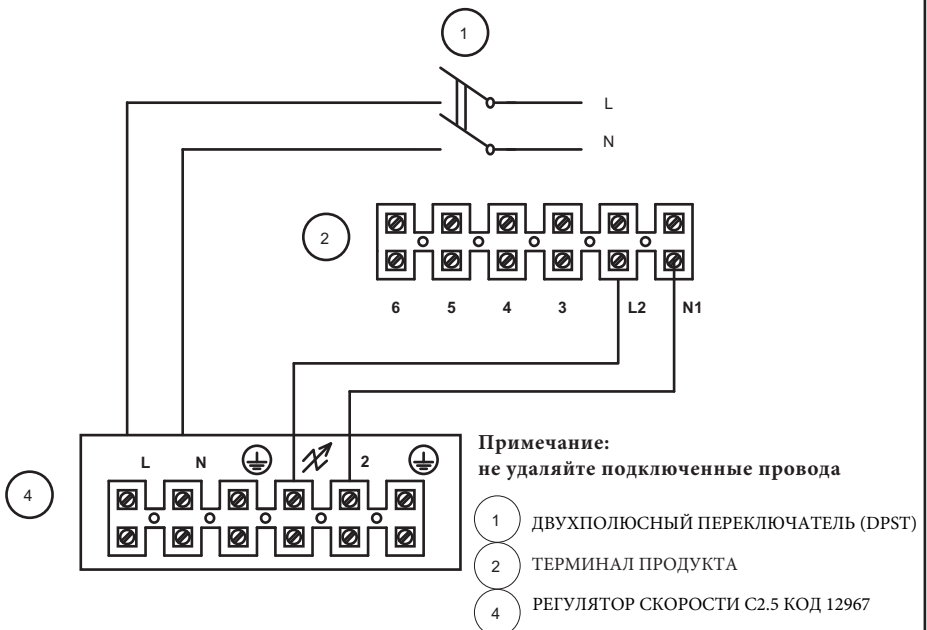 1
L
N
2
6 5 4 3 L2 N1
L N 2
4
Примечание:
не удаляйте подключенные провода
1 ДВУХПОЛЮСНЫЙ ПЕРЕКЛЮЧАТЕЛЬ (DPST)
2 ТЕРМИНАЛ ПРОДУКТА
4 РЕГУЛЯТОР СКОРОСТИ С2.5 КОД 12967